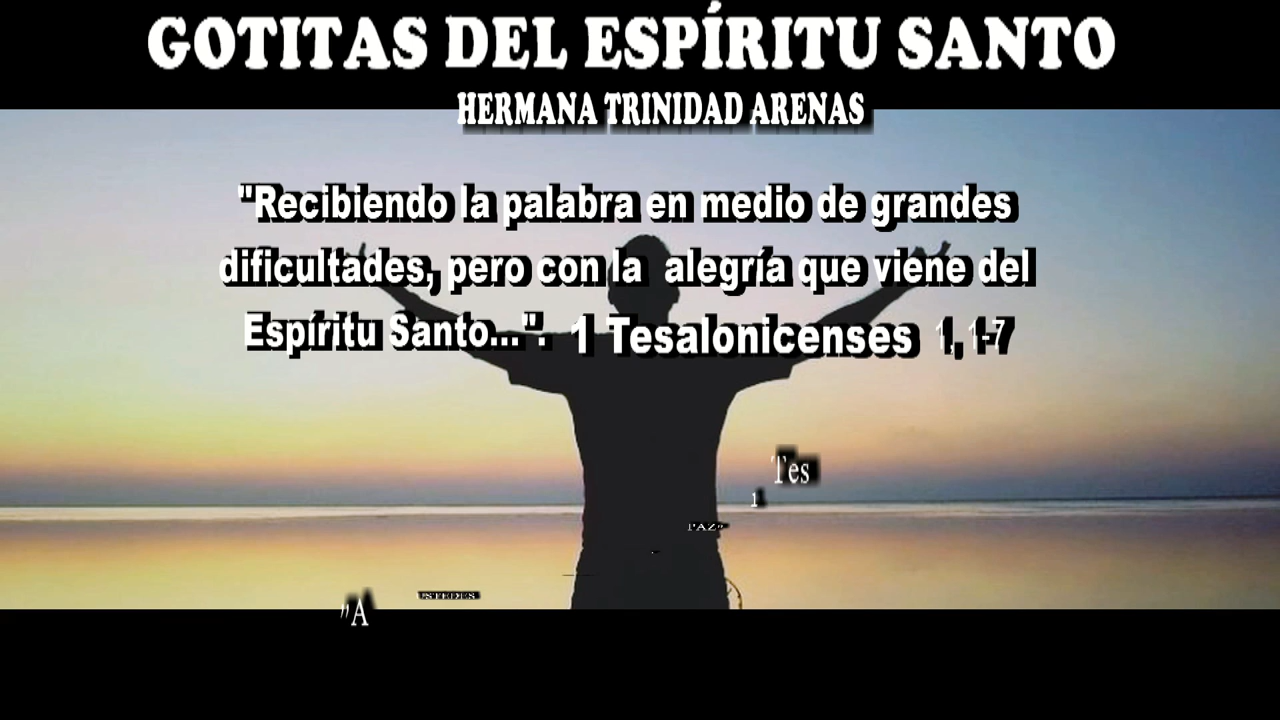 GOTITAS DEL ESPÍRITU SANTO
HERMANA TRINIDAD ARENAS
"Recibiendo la palabra en medio de grandes
dificultades, pero con la alegría que viene del
Espíritu Santo...". 1 Tesalonicenses 1, 1-7
Tes
1
PAZ"
USTEDES
"A